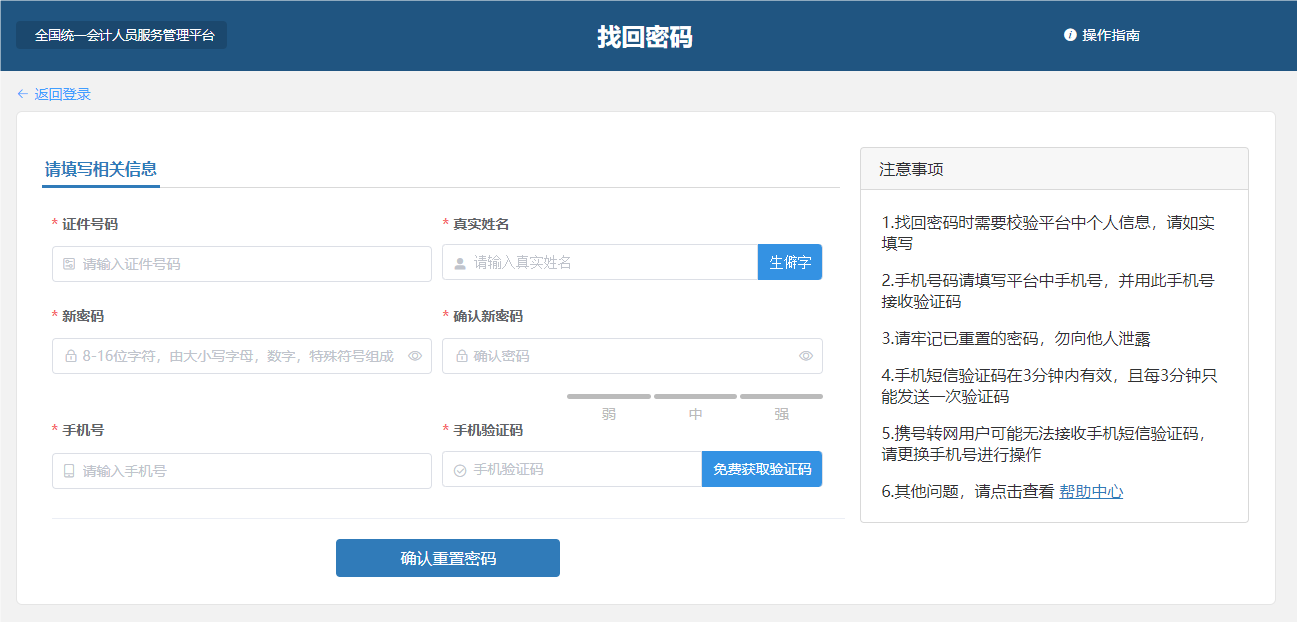 全国统一会计人员服务管理平台
找回密码
操作指南
← 返回登录
请填写相关信息
* 证件号码
* 真实姓名
请输入证件号码
请输入真实姓名
生僻字
* 新密码
* 确认新密码
8-16位字符，由大小写字母，数字，特殊符号组成
确认密码
弱 中 强
* 手机号
* 手机验证码
请输入手机号
手机验证码
免费获取验证码
确认重置密码
注意事项
1.找回密码时需要校验平台中个人信息，请如实
填写
2.手机号码请填写平台中手机号，并用此手机号
接收验证码
3.请牢记已重置的密码，勿向他人泄露
4.手机短信验证码在3分钟内有效，且每3分钟只
能发送一次验证码
5.携号转网用户可能无法接收手机短信验证码，
请更换手机号进行操作
6.其他问题，请点击查看 帮助中心